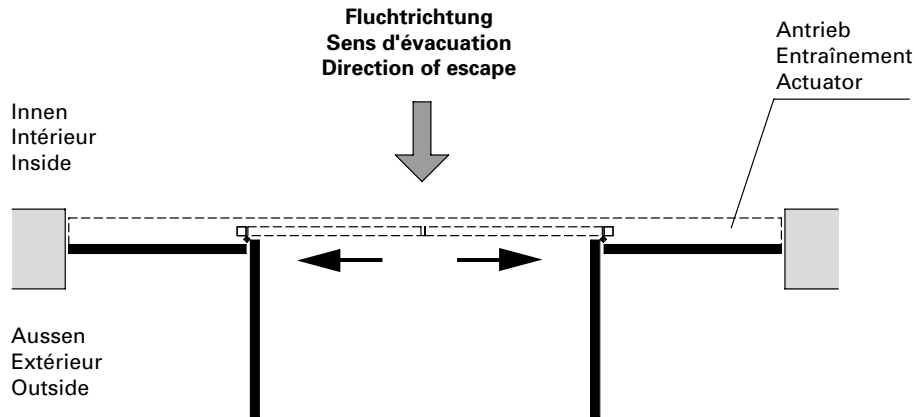 Fluchtrichtung
Sens d'évacuation
Direction of escape
Antrieb
Entraînement
Actuator
Innen
Intérieur
Inside
Aussen
Extérieur
Outside